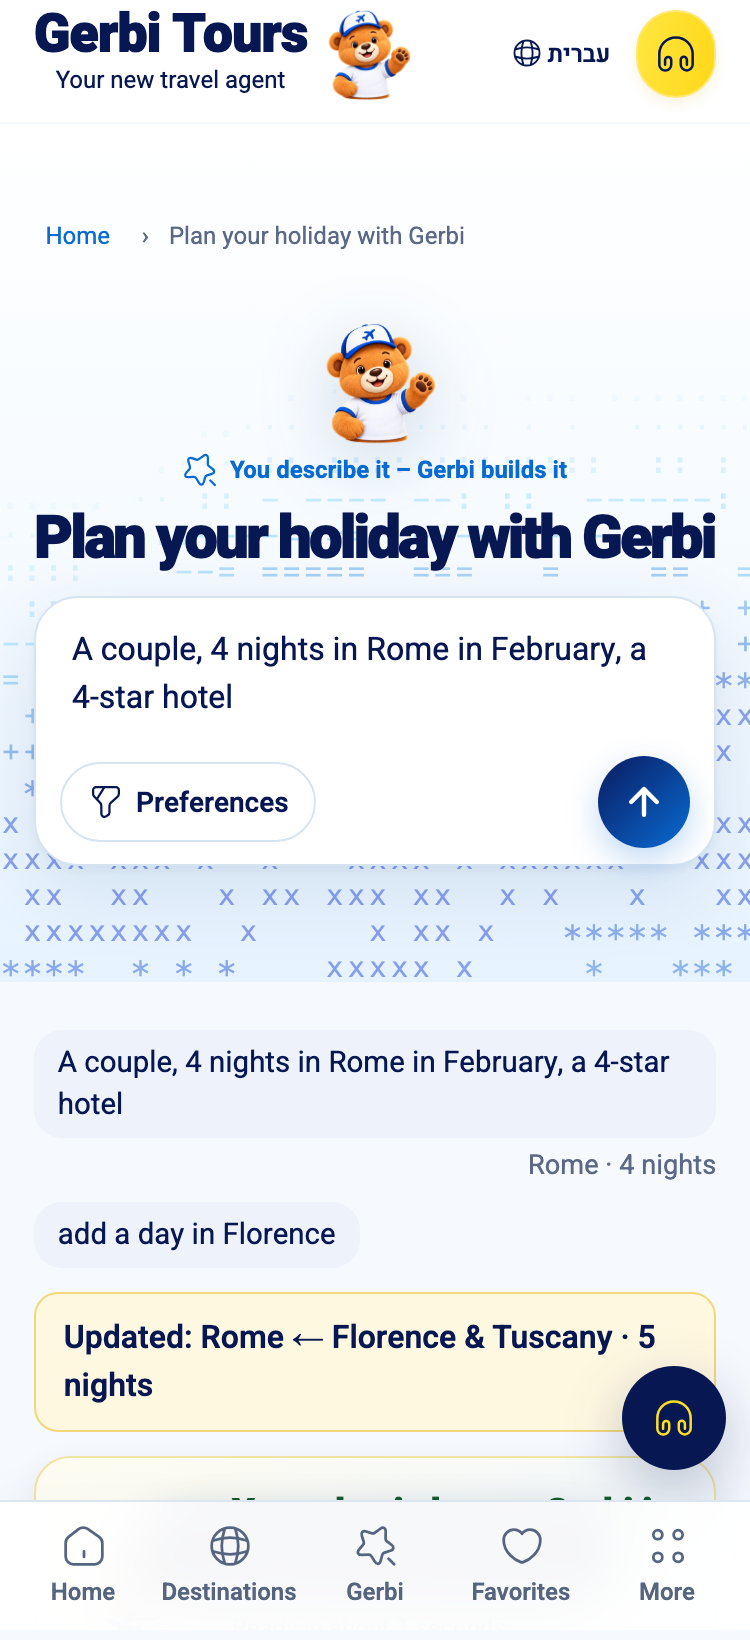 Gerbi Tours
Your new travel agent
עברית
Home › Plan your holiday with Gerbi
You describe it – Gerbi builds it
Plan your holiday with Gerbi
A couple, 4 nights in Rome in February, a
4-star hotel
Preferences
A couple, 4 nights in Rome in February, a 4-star
hotel
Rome · 4 nights
add a day in Florence
Updated: Rome ← Florence & Tuscany · 5
nights
Home
Destinations
Gerbi
Favorites
More